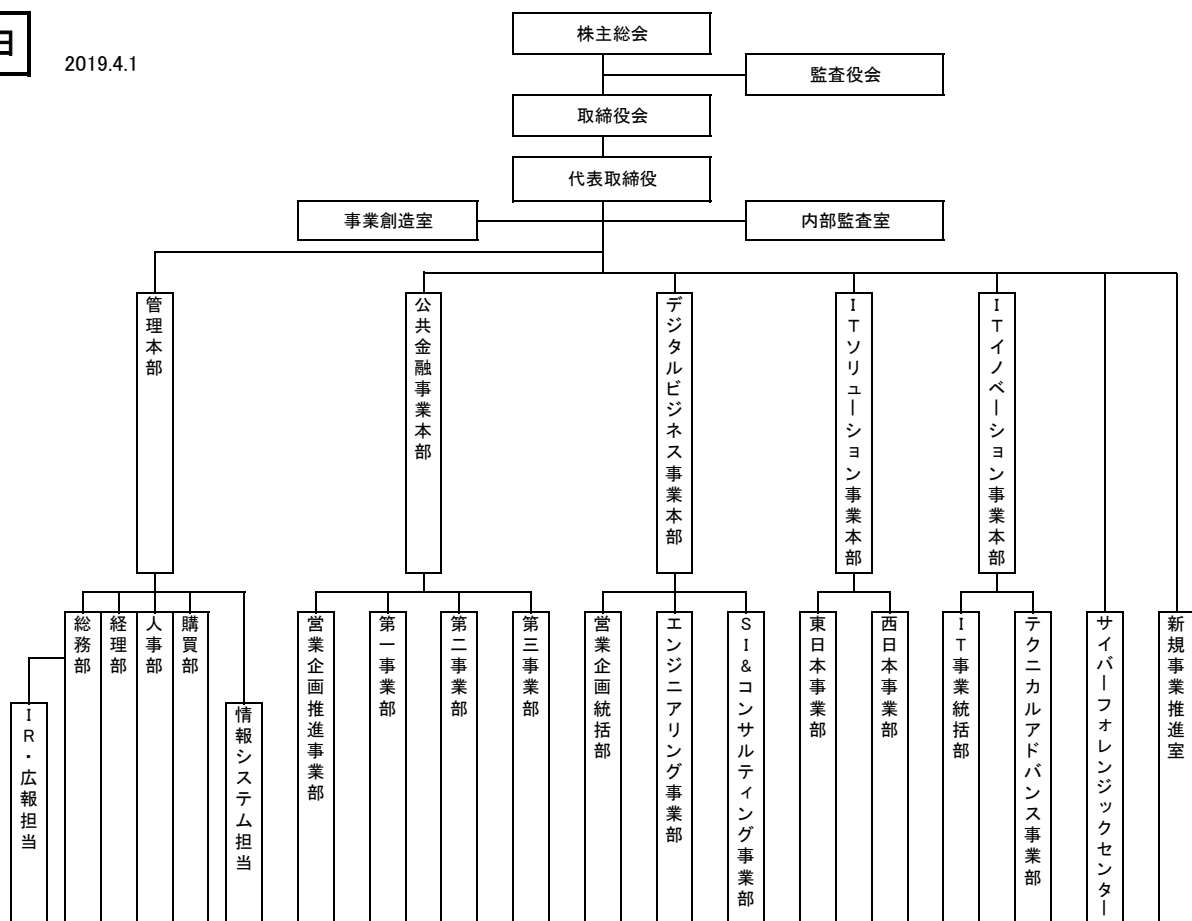 旧
2019.4.1
株主総会
監査役会
取締役会
代表取締役
事業創造室
内部監査室
管理本部
公共金融事業本部
デジタルビジネス事業本部
ITソリューション事業本部
ITイノベーション事業本部
総務部
経理部
人事部
購買部
IR・広報担当
情報システム担当
営業企画推進事業部
第一事業部
第二事業部
第三事業部
営業企画統括部
エンジニアリング事業部
SI&コンサルティング事業部
東日本事業部
西日本事業部
IT事業統括部
テクニカルアドバンス事業部
サイバーフォレンジックセンター
新規事業推進室